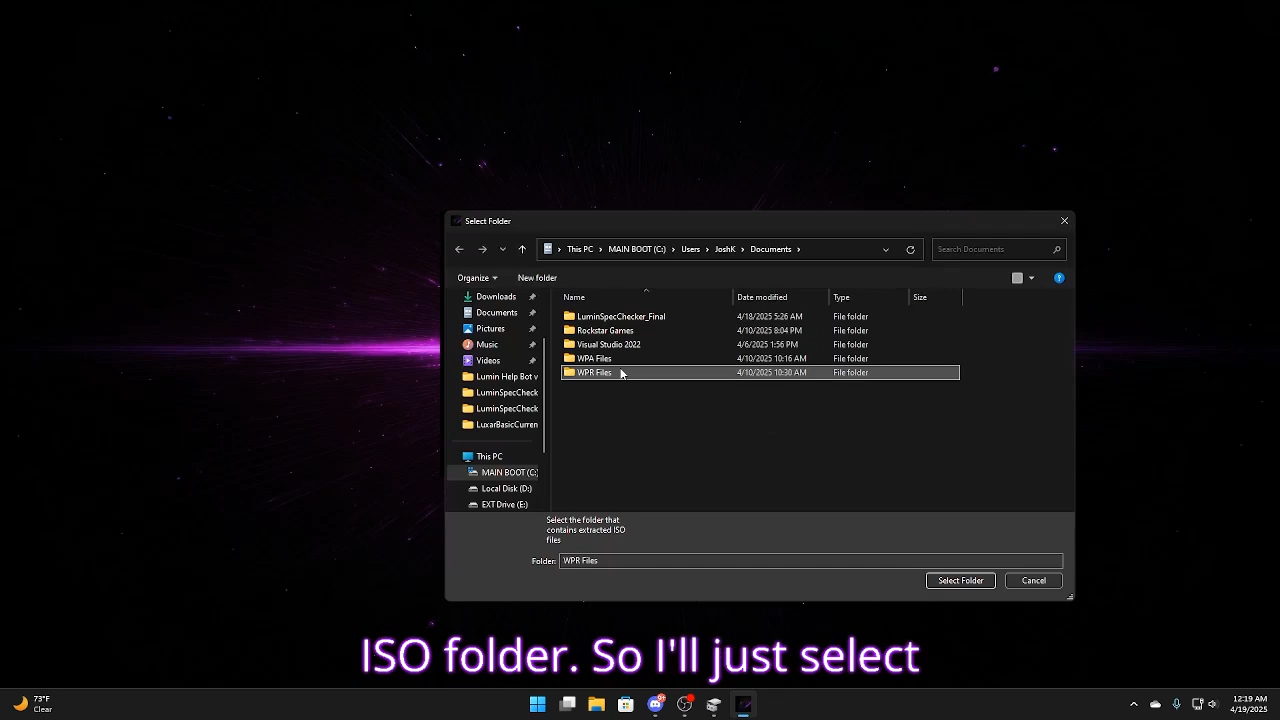 Select Folder
This PC > MAIN BOOT (C:) > Users > JoshK > Documents >
Search Documents
Organize
New folder
Name
Date modified
Type
Size
Downloads
Documents
Pictures
Music
Videos
Lumin Help Bot v
LuminSpecCheck
LuminSpecCheck
LuxarBasicCurren
This PC
MAIN BOOT (C:
Local Disk (D:)
EXT Drive (E:)
LuminSpecChecker_Final 4/18/2025 5:26 AM File folder
Rockstar Games 4/10/2025 8:04 PM File folder
Visual Studio 2022 4/6/2025 1:56 PM File folder
WPA Files 4/10/2025 10:16 AM File folder
WPR Files 4/10/2025 10:30 AM File folder
Select the folder that
contains extracted ISO
files
Folder: WPR Files
Select Folder
Cancel
ISO folder. So I'll just select
73°F
Clear
12:19 AM
4/19/2025